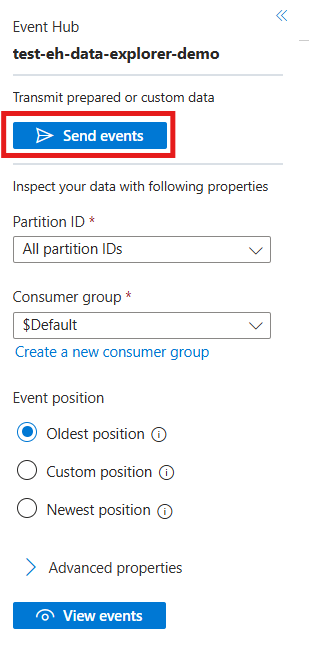 Event Hub
test-eh-data-explorer-demo
Transmit prepared or custom data
Send events
Inspect your data with following properties
Partition ID *
All partition IDs
Consumer group *
$Default
Create a new consumer group
Event position
Oldest position
Custom position
Newest position
Advanced properties
View events